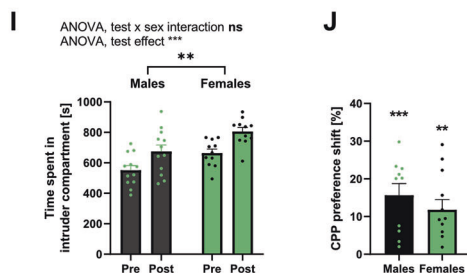 I
ANOVA, test x sex interaction ns
ANOVA, test effect ***
**
Males Females
Time spent in
intruder compartment [s]
1000
800
600
400
200
0
Pre Post Pre Post
J
CPP preference shift [%]
40
30
20
10
0
***
**
Males Females